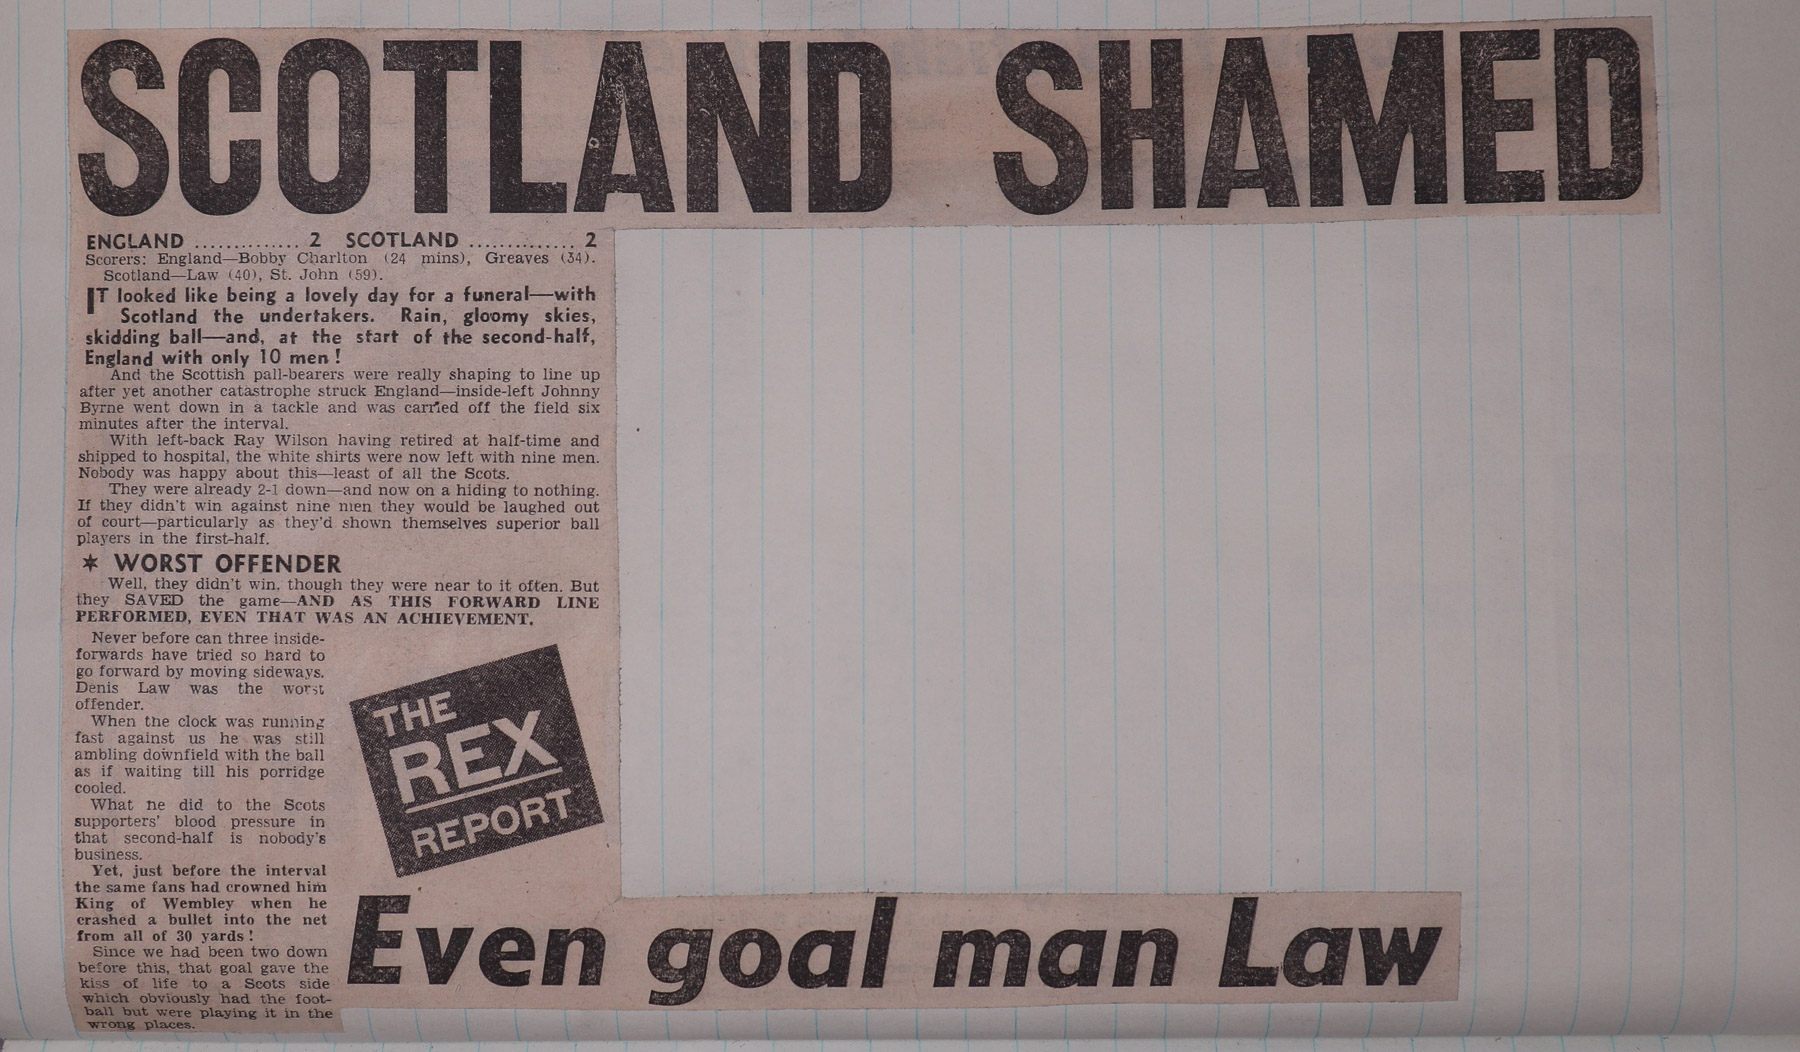 SCOTLAND SHAMED
ENGLAND .............. 2 SCOTLAND .............. 2
Scorers: England—Bobby Charlton (24 mins), Greaves (34).
Scotland—Law (40), St. John (59).
IT looked like being a lovely day for a funeral—with
Scotland the undertakers. Rain, gloomy skies,
skidding ball—and, at the start of the second-half,
England with only 10 men!
And the Scottish pall-bearers were really shaping to line up
after yet another catastrophe struck England—inside-left Johnny
Byrne went down in a tackle and was carried off the field six
minutes after the interval.
With left-back Ray Wilson having retired at half-time and
shipped to hospital, the white shirts were now left with nine men.
Nobody was happy about this—least of all the Scots.
They were already 2-1 down—and now on a hiding to nothing.
If they didn't win against nine men they would be laughed out
of court—particularly as they'd shown themselves superior ball
players in the first-half.
✶ WORST OFFENDER
Well, they didn't win, though they were near to it often. But
they SAVED the game—AND AS THIS FORWARD LINE
PERFORMED, EVEN THAT WAS AN ACHIEVEMENT.
Never before can three inside-
forwards have tried so hard to
go forward by moving sideways.
Denis Law was the worst
offender.
When the clock was running
fast against us he was still
ambling downfield with the ball
as if waiting till his porridge
cooled.
What he did to the Scots
supporters' blood pressure in
that second-half is nobody's
business.
Yet, just before the interval
the same fans had crowned him
King of Wembley when he
crashed a bullet into the net
from all of 30 yards!
Since we had been two down
before this, that goal gave the
kiss of life to a Scots side
which obviously had the foot-
ball but were playing it in the
wrong places.
THE
REX
REPORT
Even goal man Law